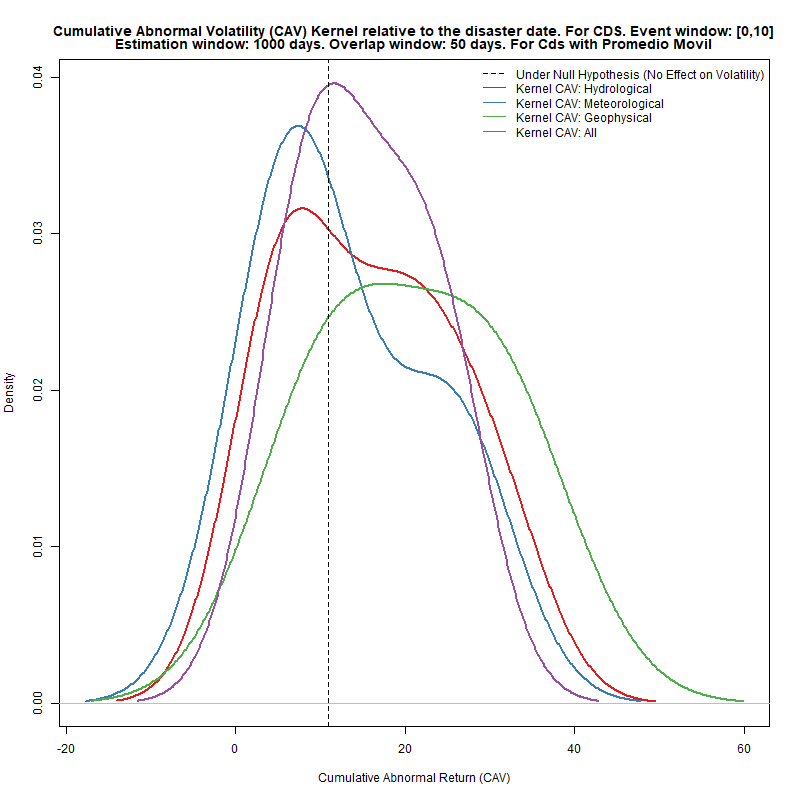 Cumulative Abnormal Volatility (CAV) Kernel relative to the disaster date. For CDS. Event window: [0,10]
Estimation window: 1000 days. Overlap window: 50 days. For Cds with Promedio Movil
Under Null Hypothesis (No Effect on Volatility)
Kernel CAV: Hydrological
Kernel CAV: Meteorological
Kernel CAV: Geophysical
Kernel CAV: All
0.04
0.03
0.02
0.01
0.00
Density
-20 0 20 40 60
Cumulative Abnormal Return (CAV)